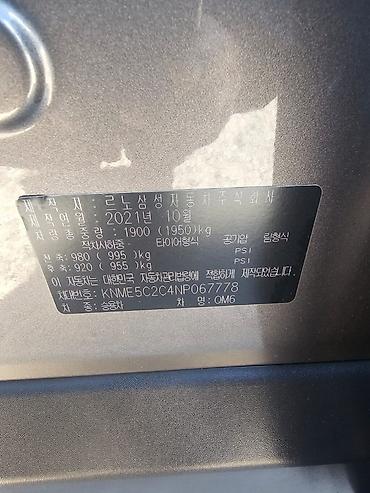 제 작 자 : 르노삼성자동차주식회사
제작연월 : 2021년 10월
차 량 총 중 량 : 1900 (1950)kg
적차시하중 타이어형식 공기압 림형식
전 축 : 980 ( 995 )kg PSI
후 축 : 920 ( 955 )kg PSI
이 자동차는 대한민국 자동차관리법령에 적합하게 제작되었습니다.
차대번호: KNME5C2C4NP067778
차 종: 승용차 차명: QM6